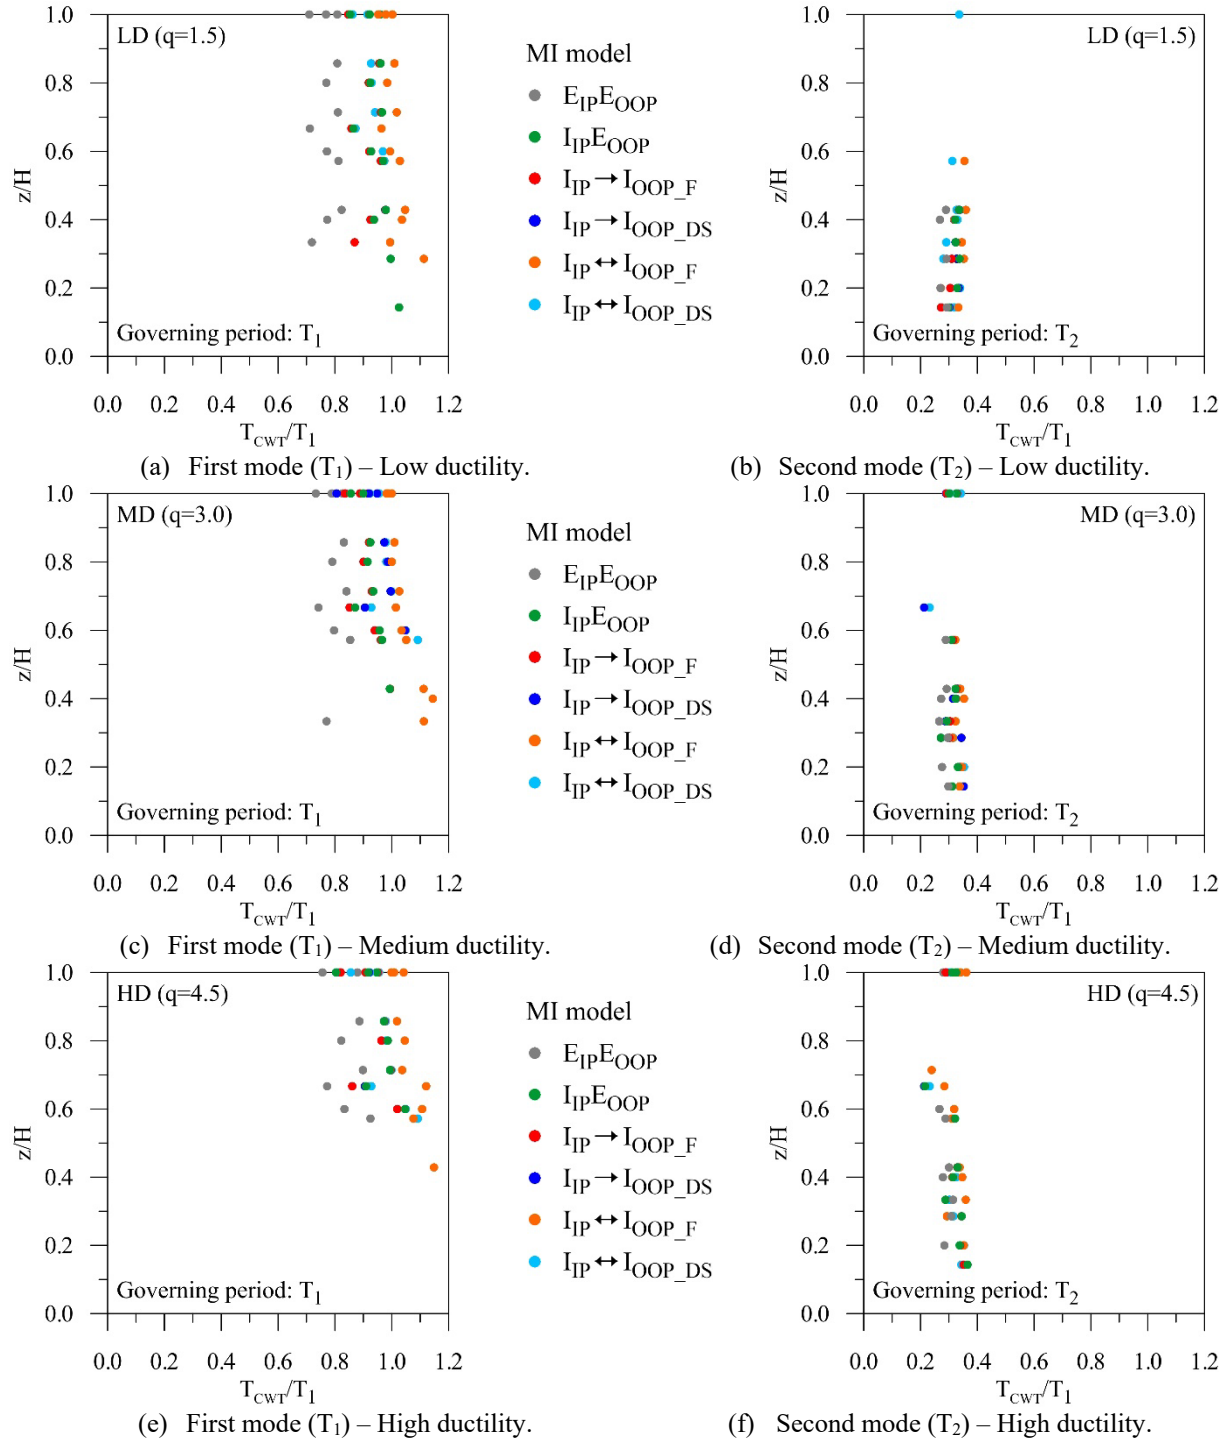 1.0
0.8
0.6
0.4
0.2
0.0
z/H
LD (q=1.5)
Governing period: T1
0.0 0.2 0.4 0.6 0.8 1.0 1.2
TCWT/T1
MI model
EIPEOOP
IIPEOOP
IIP→IOOP_F
IIP→IOOP_DS
IIP↔IOOP_F
IIP↔IOOP_DS
1.0
0.8
0.6
0.4
0.2
0.0
z/H
LD (q=1.5)
Governing period: T2
0.0 0.2 0.4 0.6 0.8 1.0 1.2
TCWT/T1
(a) First mode (T1) – Low ductility.
(b) Second mode (T2) – Low ductility.
1.0
0.8
0.6
0.4
0.2
0.0
z/H
MD (q=3.0)
Governing period: T1
0.0 0.2 0.4 0.6 0.8 1.0 1.2
TCWT/T1
MI model
EIPEOOP
IIPEOOP
IIP→IOOP_F
IIP→IOOP_DS
IIP↔IOOP_F
IIP↔IOOP_DS
1.0
0.8
0.6
0.4
0.2
0.0
z/H
MD (q=3.0)
Governing period: T2
0.0 0.2 0.4 0.6 0.8 1.0 1.2
TCWT/T1
(c) First mode (T1) – Medium ductility.
(d) Second mode (T2) – Medium ductility.
1.0
0.8
0.6
0.4
0.2
0.0
z/H
HD (q=4.5)
Governing period: T1
0.0 0.2 0.4 0.6 0.8 1.0 1.2
TCWT/T1
MI model
EIPEOOP
IIPEOOP
IIP→IOOP_F
IIP→IOOP_DS
IIP↔IOOP_F
IIP↔IOOP_DS
1.0
0.8
0.6
0.4
0.2
0.0
z/H
HD (q=4.5)
Governing period: T2
0.0 0.2 0.4 0.6 0.8 1.0 1.2
TCWT/T1
(e) First mode (T1) – High ductility.
(f) Second mode (T2) – High ductility.